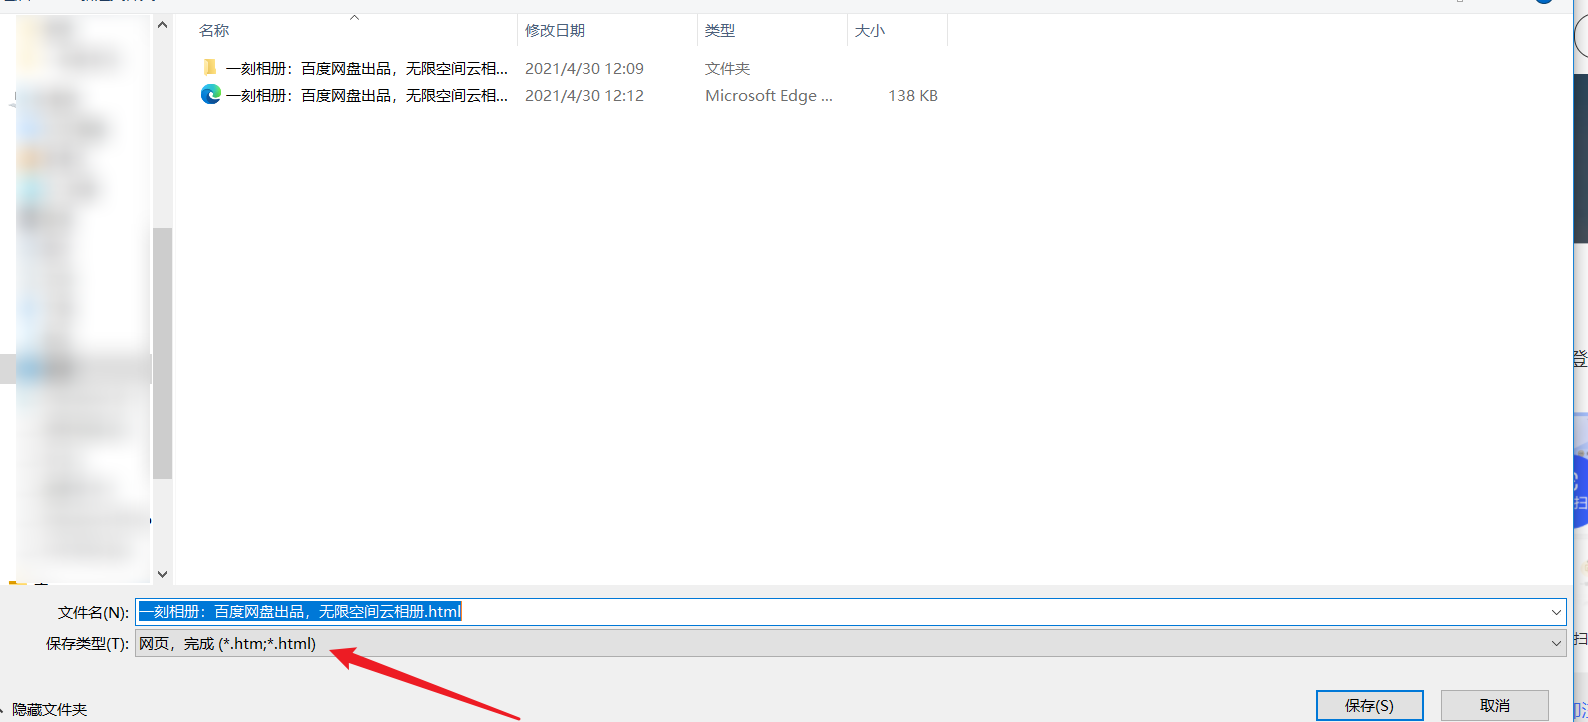 名称 修改日期 类型 大小
一刻相册：百度网盘出品，无限空间云相... 2021/4/30 12:09 文件夹
一刻相册：百度网盘出品，无限空间云相... 2021/4/30 12:12 Microsoft Edge ... 138 KB
登
扫
文件名(N): 一刻相册：百度网盘出品，无限空间云相册.html
保存类型(T): 网页，完成 (*.htm;*.html)
扫
隐藏文件夹 保存(S) 取消